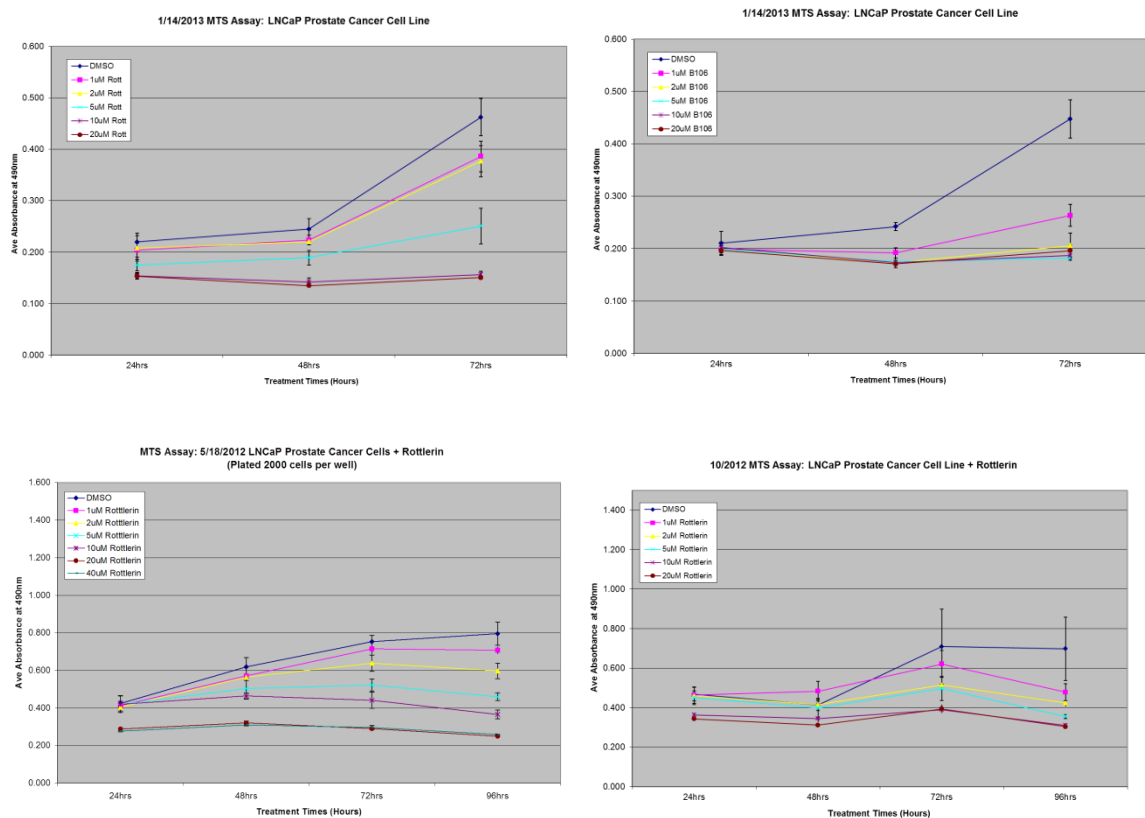 1/14/2013 MTS Assay: LNCaP Prostate Cancer Cell Line
0.600
0.500
0.400
0.300
0.200
0.100
0.000
Ave Absorbance at 490nm
DMSO
1uM Rott
2uM Rott
5uM Rott
10uM Rott
20uM Rott
24hrs
48hrs
72hrs
Treatment Times (Hours)
1/14/2013 MTS Assay: LNCaP Prostate Cancer Cell Line
0.600
0.500
0.400
0.300
0.200
0.100
0.000
Ave Absorbance at 490nm
DMSO
1uM B106
2uM B106
5uM B106
10uM B106
20uM B106
24hrs
48hrs
72hrs
Treatment Times (Hours)
MTS Assay: 5/18/2012 LNCaP Prostate Cancer Cells + Rottlerin
(Plated 2000 cells per well)
1.600
1.400
1.200
1.000
0.800
0.600
0.400
0.200
0.000
Ave Absorbance at 490nm
DMSO
1uM Rotttlerin
2uM Rotttlerin
5uM Rotttlerin
10uM Rottlerin
20uM Rottlerin
40uM Rottlerin
24hrs
48hrs
72hrs
96hrs
Treatment Times (Hours)
10/2012 MTS Assay: LNCaP Prostate Cancer Cell Line + Rottlerin
1.400
1.200
1.000
0.800
0.600
0.400
0.200
0.000
Ave Absorbance at 490nm
DMSO
1uM Rottlerin
2uM Rottlerin
5uM Rottlerin
10uM Rottlerin
20uM Rottlerin
24hrs
48hrs
72hrs
96hrs
Treatment Times (Hours)